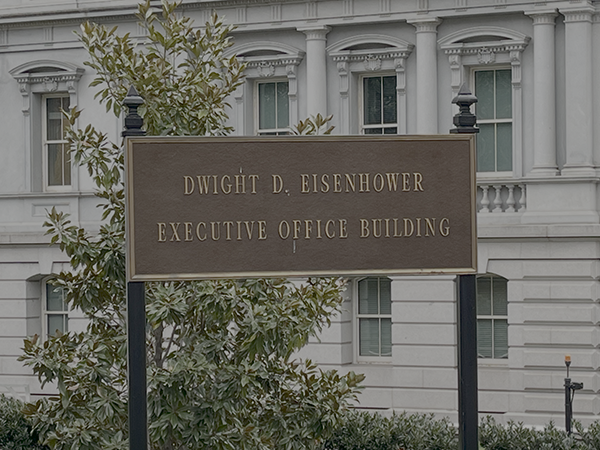 DWIGHT D. EISENHOWER
EXECUTIVE OFFICE BUILDING